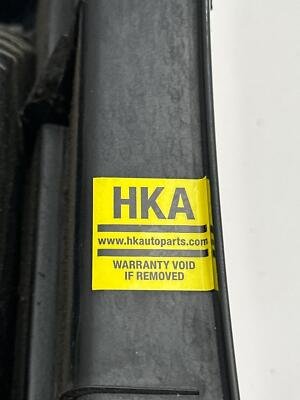 HKA
www.hkautoparts.com
WARRANTY VOID
IF REMOVED